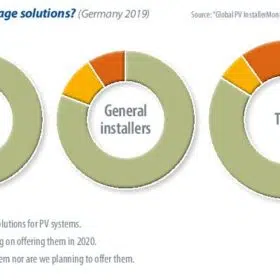 age solutions? (Germany 2019)
Source: "Global PV InstallerMon
General
installers
T
olutions for PV systems.
g on offering them in 2020.
em nor are we planning to offer them.